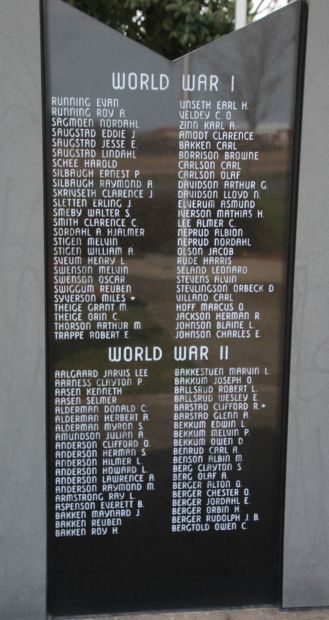 WORLD WAR I
RUNNING EVAN
RUNNING ROY A.
SAGMOEN NORDAHL
SAUGSTAD EDDIE J
SAUGSTAD JESSE E.
SAUGSTAD LINDAHL
SCHEE HAROLD
SILBAUGH ERNEST P.
SILBAUGH RAYMOND A.
SKRUSETH CLARENCE J
SLETTEN ERLING J.
SMEBY WALTER S.
SMITH CLARENCE C.
SORDAHL A HJALMER
STIGEN MELVIN
STIGEN WILLIAM A.
SVEUM HENRY L.
SWENSON MELVIN
SWENSON OSCAR
SWIGGUM REUBEN
SYVERSON MILES *
THEIGE GRANT M.
THEIGE ORIN C.
THORSON ARTHUR M.
TRAPPE ROBERT E.
UNSETH EARL H.
VELDEY C O
ZINN KARL A.
AMODT CLARENCE
BAKKEN CARL
BORRISON BROWNE
CARLSON CARL
CARLSON OLAF
DAVIDSON ARTHUR G.
DAVIDSON LLOYD N.
ELVERUM ASMUND
IVERSON MATHIAS H.
LEE ALMER C.
NEPRUD ALBION
NEPRUD NORDAHL
OLSON JACOB
RUDE HARRIS
SELAND LEONARD
STEVENS ALVIN
STEVLINGSON ORBECK D
VILLAND CARL
HOFF MARCUS O.
JACKSON HERMAN R.
JOHNSON BLAINE L.
JOHNSON CHARLES E.
WORLD WAR II
AALGAARD JARVIS LEE
AARNESS CLAYTON P.
AASEN KENNETH
AASEN SELMER
ALDERMAN DONALD C.
ALDERMAN HERBERT A.
ALDERMAN MYRON S.
AMUNDSON JULIAN A.
ANDERSON CLIFFORD O.
ANDERSON HERMAN S.
ANDERSON HILMER L.
ANDERSON HOWARD L.
ANDERSON LAWRENCE A.
ANDERSON RAYMOND M.
ARMSTRONG RAY L.
ASPENSON EVERETT B.
BAKKEN MAYNARD J.
BAKKEN REUBEN
BAKKEN ROY H.
BAKKESTUEN MARVIN L.
BAKKUM JOSEPH O.
BALLSRUD ROBERT L.
BALLSRUD WESLEY E.
BARSTAD CLIFFORD R.*
BARSTAD GLENN A.
BEKKUM EDWIN L.
BEKKUM MELVIN P.
BEKKUM OWEN D.
BENRUD CARL A.
BENSON ALBIN M.
BERG CLAYTON S.
BERG OLAF A.
BERGER ALTON O.
BERGER CHESTER O.
BERGER JORDAHL E.
BERGER ORBIN H.
BERGER RUDOLPH J. B.
BERGTOLD OWEN C.